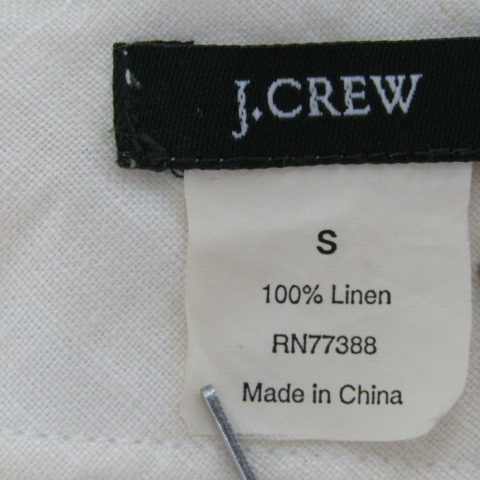 J.CREW
S
100% Linen
RN77388
Made in China